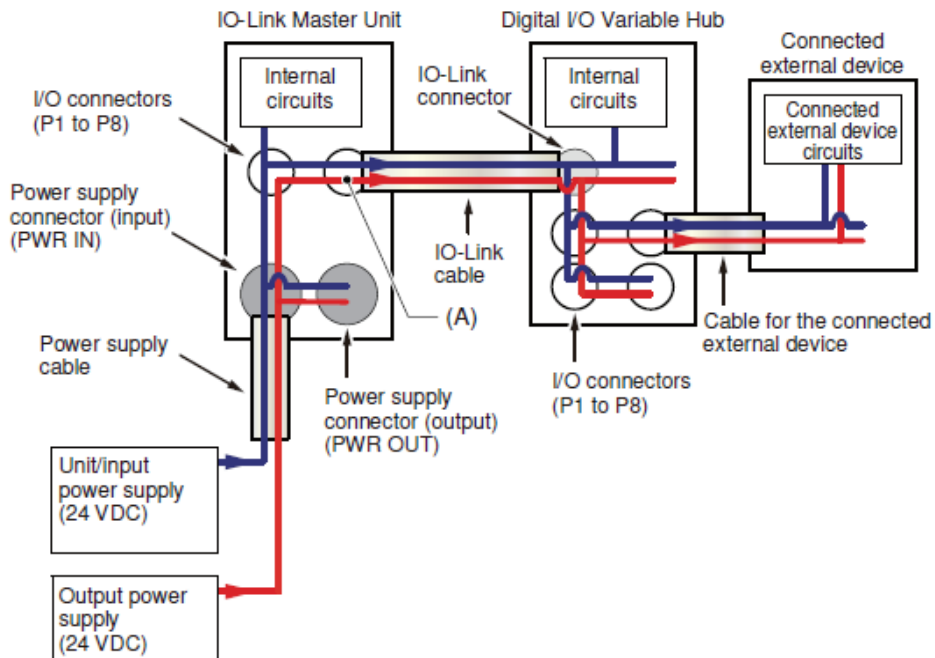 IO-Link Master Unit
Digital I/O Variable Hub
Connected
external device
Internal
circuits
IO-Link
connector
Internal
circuits
Connected
external device
circuits
I/O connectors
(P1 to P8)
Power supply
connector (input)
(PWR IN)
IO-Link
cable
(A)
Cable for the connected
external device
Power supply
cable
Power supply
connector (output)
(PWR OUT)
I/O connectors
(P1 to P8)
Unit/input
power supply
(24 VDC)
Output power
supply
(24 VDC)